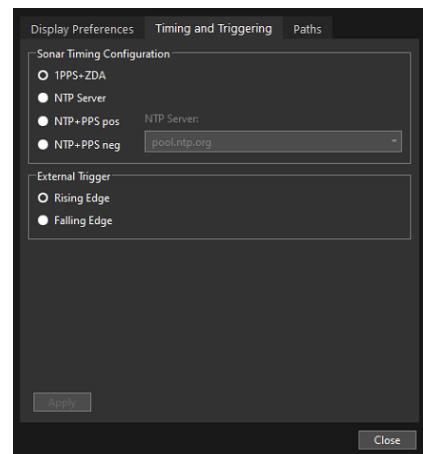 Display Preferences Timing and Triggering Paths
Sonar Timing Configuration
1PPS+ZDA
NTP Server
NTP+PPS pos NTP Server:
NTP+PPS neg pool.ntp.org
External Trigger
Rising Edge
Falling Edge
Apply
Close